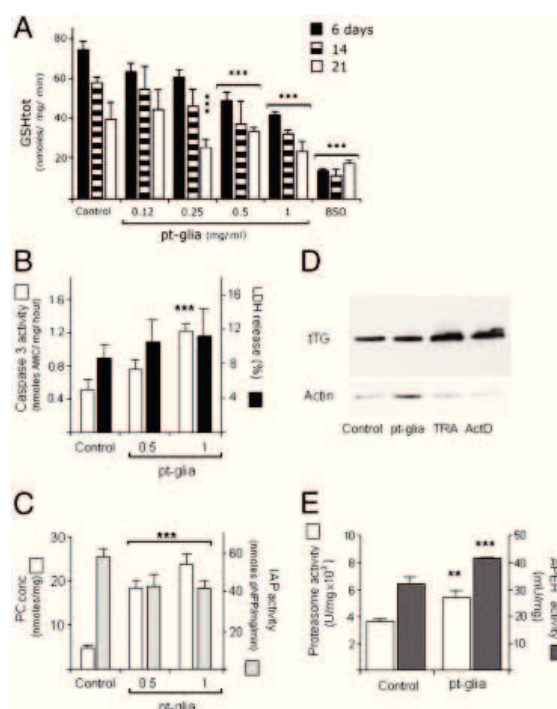 A
GSHtot
(nmoles/ mg/ min)
80
60
40
20
6 days
14
21
***
***
***
***
Control
0.12
0.25
0.5
1
BSO
pt-glia (mg/ml)
B
Caspase 3 activity
(nmoles AMC/ mg/hour)
1.6
1.2
0.8
0.4
***
16
12
8
4
LDH release (%)
Control
0.5
1
pt-glia
C
PC conc
(nmoles/mg)
30
20
10
***
60
40
20
IAP activity
(nmoles pNPP/mg/min)
Control
0.5
1
pt-glia
D
tTG
Actin
Control pt-glia TRA ActD
E
Proteasome activity
10
8
6
4
**
***
50
40
30
20
10
APEH activity
(mU/mg)
Control
pt-glia